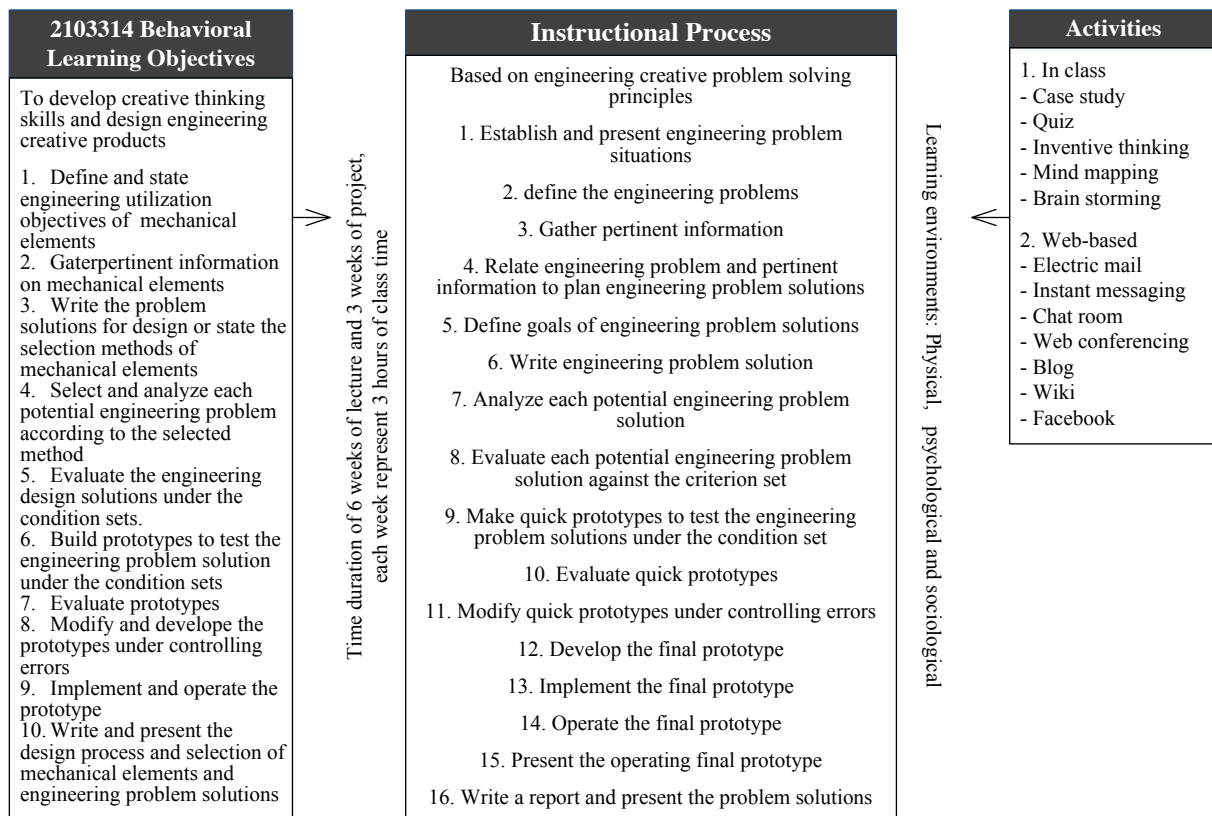 2103314 Behavioral
Learning Objectives
To develop creative thinking
skills and design engineering
creative products
1. Define and state
engineering utilization
objectives of mechanical
elements
2. Gaterpertinent information
on mechanical elements
3. Write the problem
solutions for design or state the
selection methods of
mechanical elements
4. Select and analyze each
potential engineering problem
according to the selected
method
5. Evaluate the engineering
design solutions under the
condition sets.
6. Build prototypes to test the
engineering problem solution
under the condition sets
7. Evaluate prototypes
8. Modify and develope the
prototypes under controlling
errors
9. Implement and operate the
prototype
10. Write and present the
design process and selection of
mechanical elements and
engineering problem solutions
Time duration of 6 weeks of lecture and 3 weeks of project,
each week represent 3 hours of class time
Instructional Process
Based on engineering creative problem solving
principles
1. Establish and present engineering problem
situations
2. define the engineering problems
3. Gather pertinent information
4. Relate engineering problem and pertinent
information to plan engineering problem solutions
5. Define goals of engineering problem solutions
6. Write engineering problem solution
7. Analyze each potential engineering problem
solution
8. Evaluate each potential engineering problem
solution against the criterion set
9. Make quick prototypes to test the engineering
problem solutions under the condition set
10. Evaluate quick prototypes
11. Modify quick prototypes under controlling errors
12. Develop the final prototype
13. Implement the final prototype
14. Operate the final prototype
15. Present the operating final prototype
16. Write a report and present the problem solutions
Learning environments: Physical, psychological and sociological
Activities
1. In class
- Case study
- Quiz
- Inventive thinking
- Mind mapping
- Brain storming
2. Web-based
- Electric mail
- Instant messaging
- Chat room
- Web conferencing
- Blog
- Wiki
- Facebook